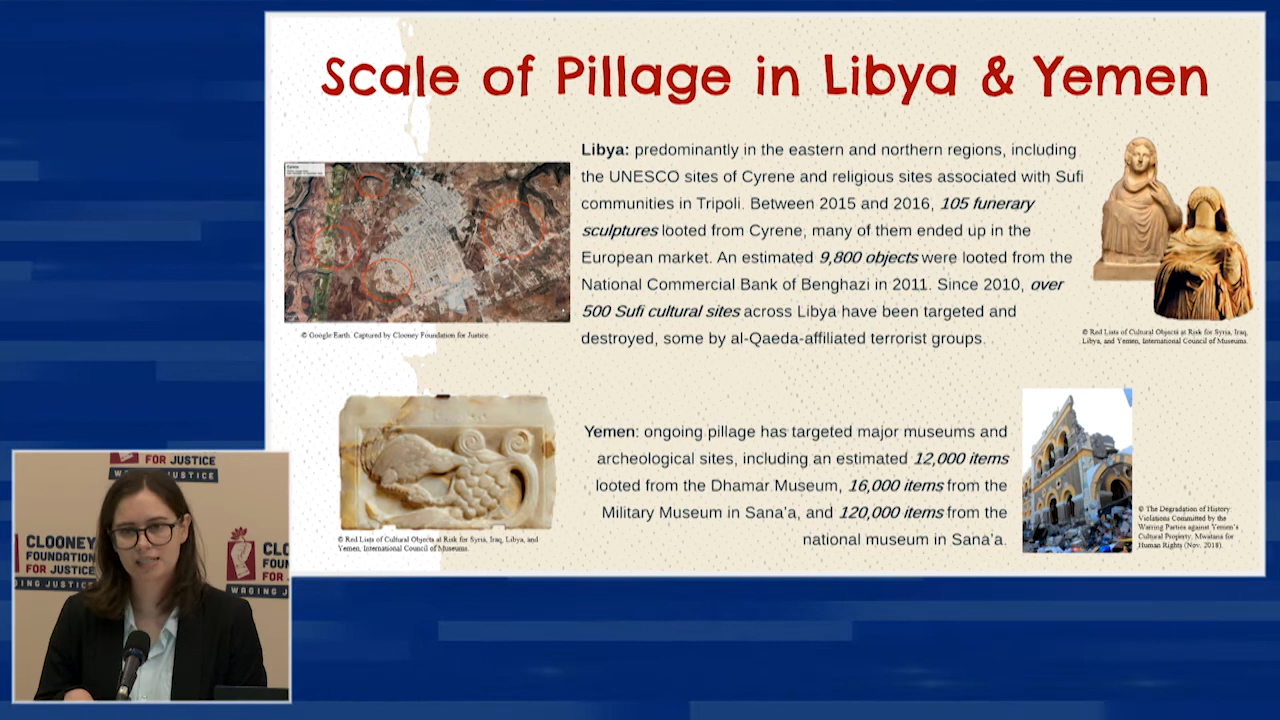 Scale of Pillage in Libya & Yemen
Libya: predominantly in the eastern and northern regions, including
the UNESCO sites of Cyrene and religious sites associated with Sufi
communities in Tripoli. Between 2015 and 2016, 105 funerary
sculptures looted from Cyrene, many of them ended up in the
European market. An estimated 9,800 objects were looted from the
National Commercial Bank of Benghazi in 2011. Since 2010, over
500 Sufi cultural sites across Libya have been targeted and
destroyed, some by al-Qaeda-affiliated terrorist groups.
© Google Earth. Captured by Clooney Foundation for Justice.
© Red Lists of Cultural Objects at Risk for Syria, Iraq,
Libya, and Yemen, International Council of Museums.
Yemen: ongoing pillage has targeted major museums and
archeological sites, including an estimated 12,000 items
looted from the Dhamar Museum, 16,000 items from the
Military Museum in Sana'a, and 120,000 items from the
national museum in Sana'a.
© Red Lists of Cultural Objects at Risk for Syria, Iraq, Libya, and
Yemen, International Council of Museums.
© The Degradation of History:
Violations Committed by the
Warring Parties against Yemen's
Cultural Property, Mwatana for
Human Rights (Nov. 2018).
FOR JUSTICE
CLOONEY
FOUNDATION
FOR JUSTICE
ING JUSTICE
CLO
FOU
FOR
WAGING J